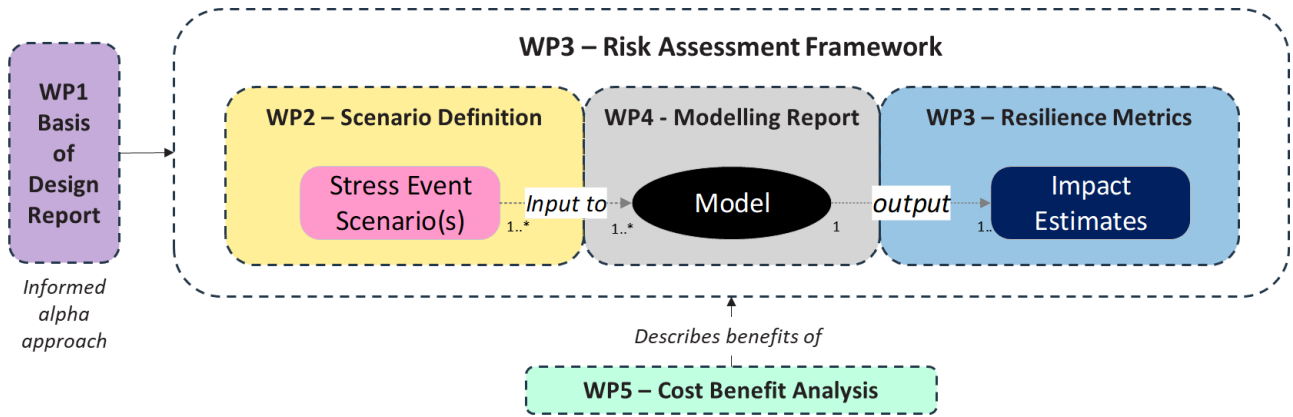 WP3 – Risk Assessment Framework
WP1
Basis
of
Design
Report
Informed
alpha
approach
WP2 – Scenario Definition
Stress Event
Scenario(s)
1..*
Input to
1..*
WP4 - Modelling Report
Model
1
output
WP3 – Resilience Metrics
1..
Impact
Estimates
Describes benefits of
WP5 – Cost Benefit Analysis